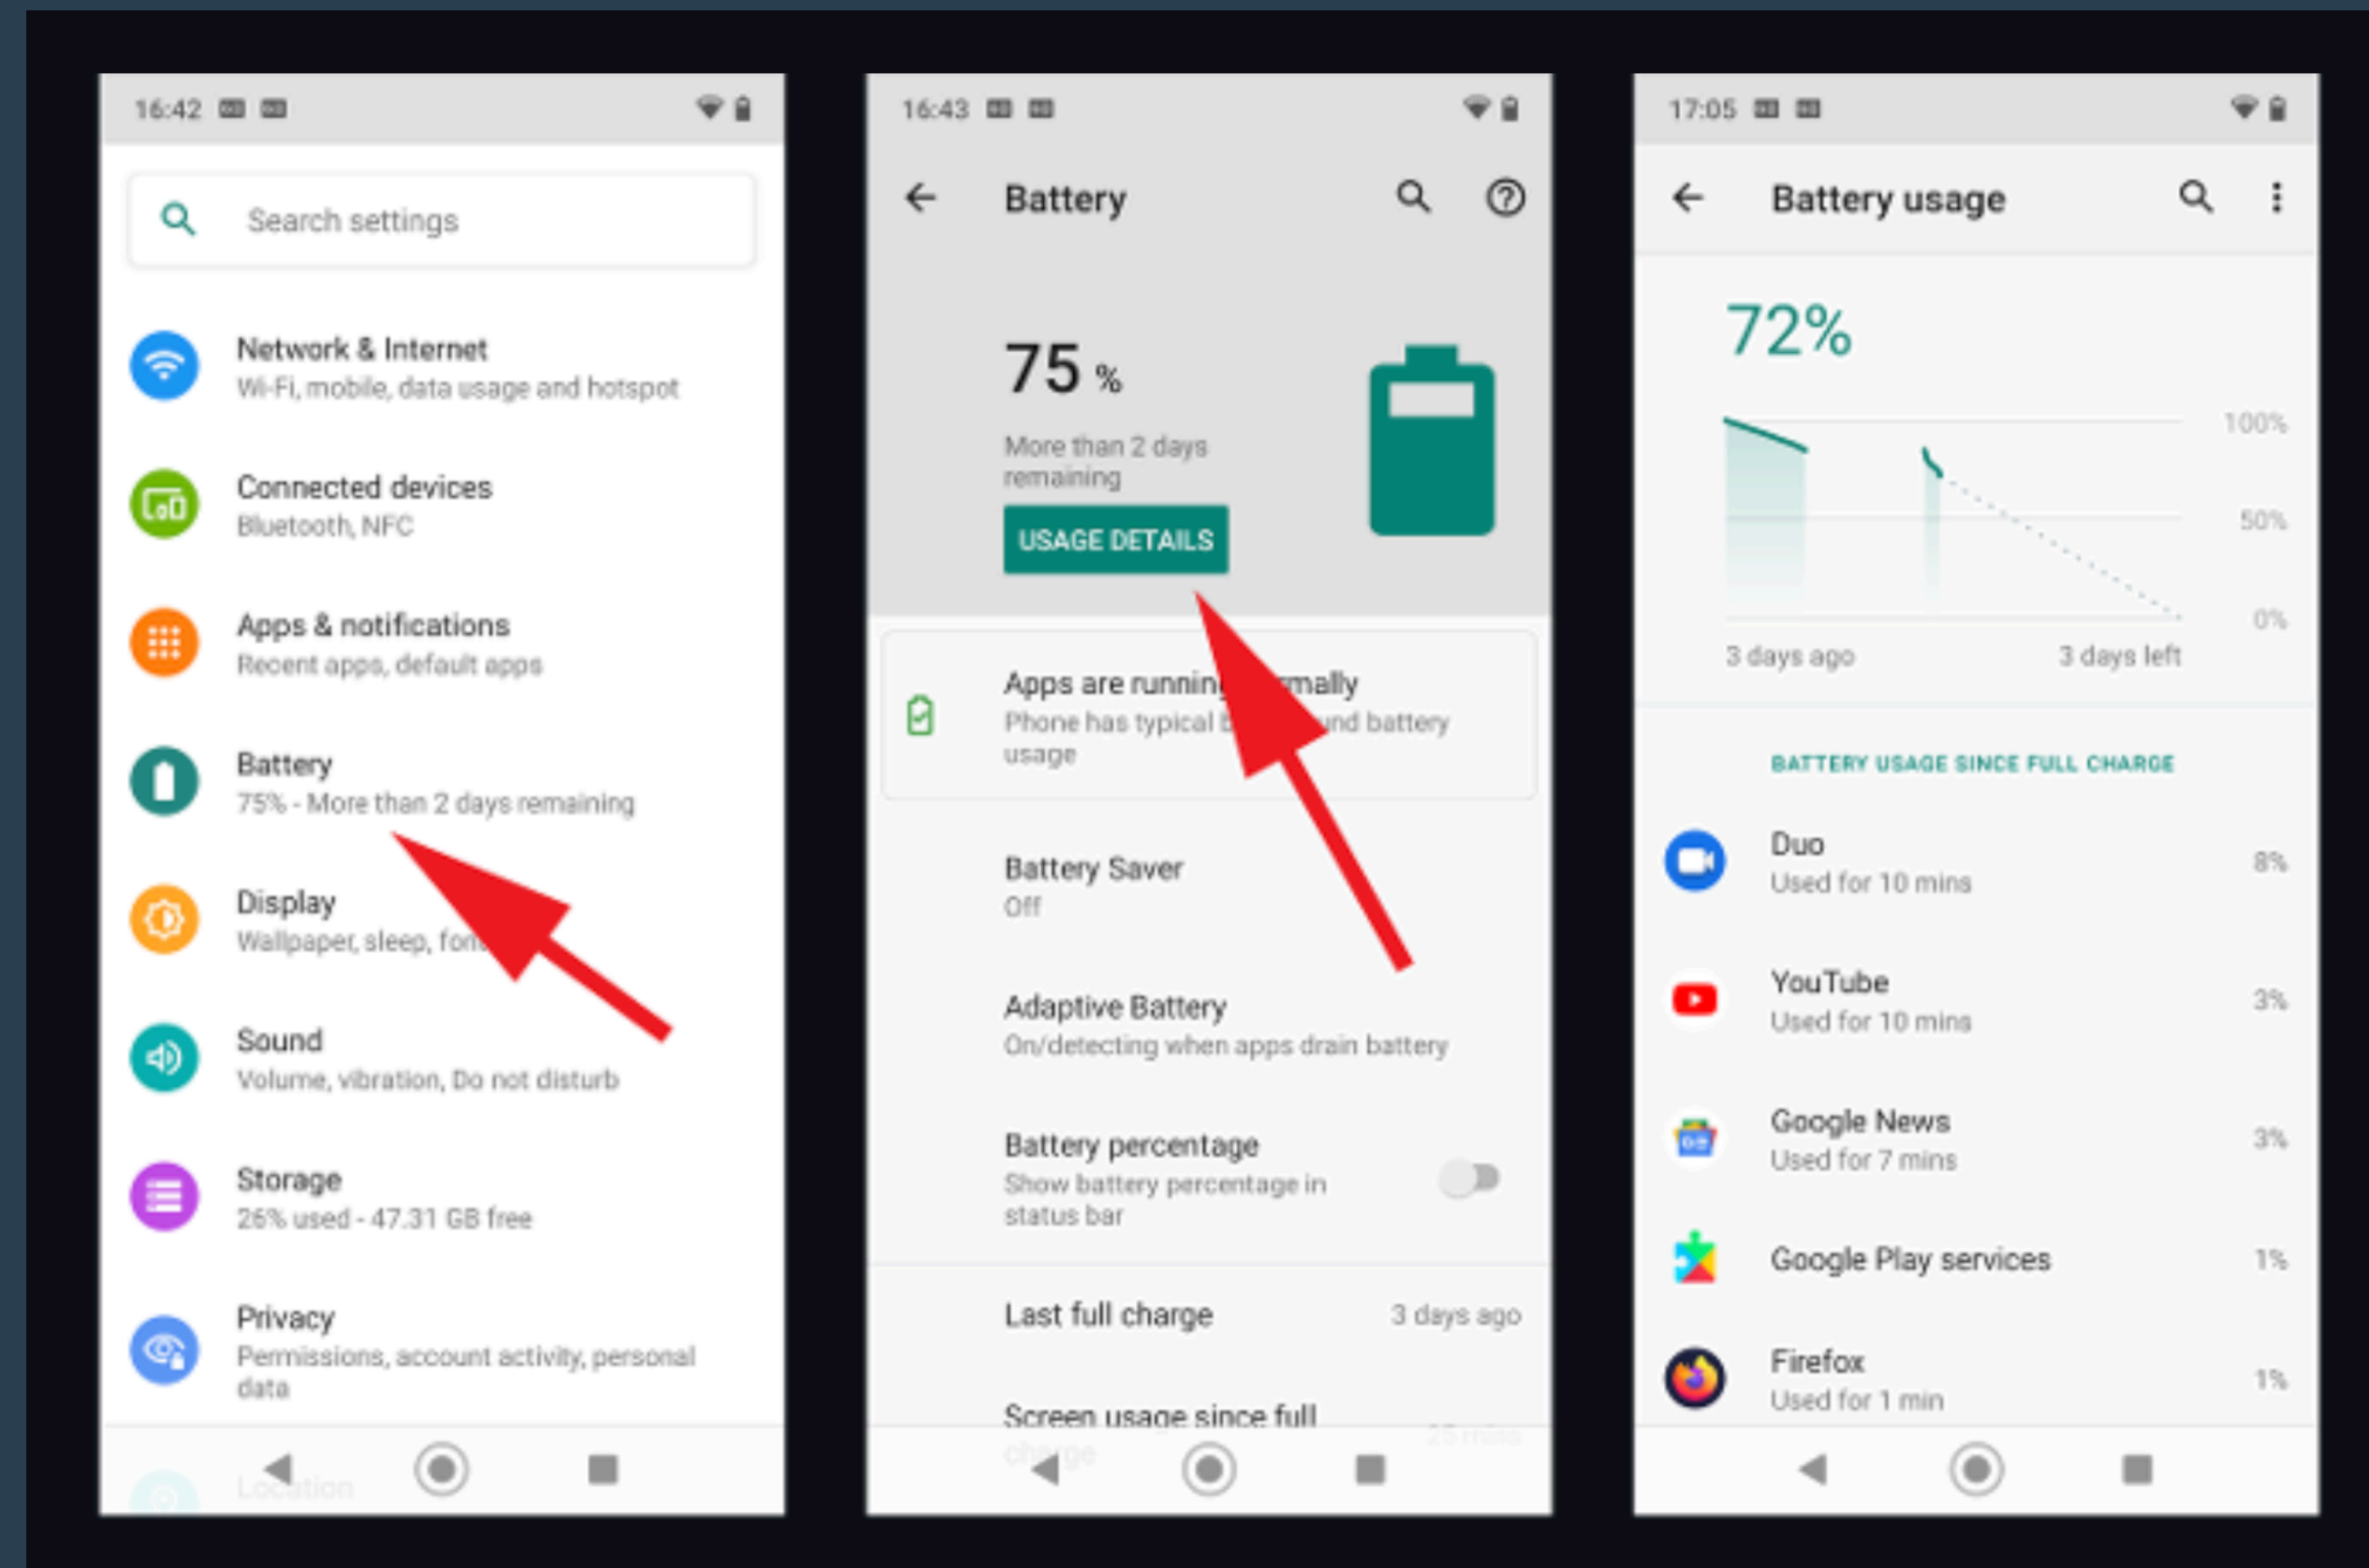 16:42
Search settings
Network & Internet
Wi-Fi, mobile, data usage and hotspot
Connected devices
Bluetooth, NFC
Apps & notifications
Recent apps, default apps
Battery
75% - More than 2 days remaining
Display
Wallpaper, sleep,
Sound
Volume, vibration, Do not disturb
Storage
26% used - 47.31 GB free
Privacy
Permissions, account activity, personal
data
Location
16:43
Battery
75 %
More than 2 days
remaining
USAGE DETAILS
Apps are running
Phone has typical battery
usage
Battery Saver
Off
Adaptive Battery
On/detecting when apps drain battery
Battery percentage
Show battery percentage in
status bar
Last full charge 3 days ago
Screen usage since full
charge 25 mins
17:05
Battery usage
72%
100%
50%
0%
3 days ago 3 days left
BATTERY USAGE SINCE FULL CHARGE
Duo
Used for 10 mins
8%
YouTube
Used for 10 mins
3%
Google News
Used for 7 mins
3%
Google Play services 1%
Firefox
Used for 1 min
1%